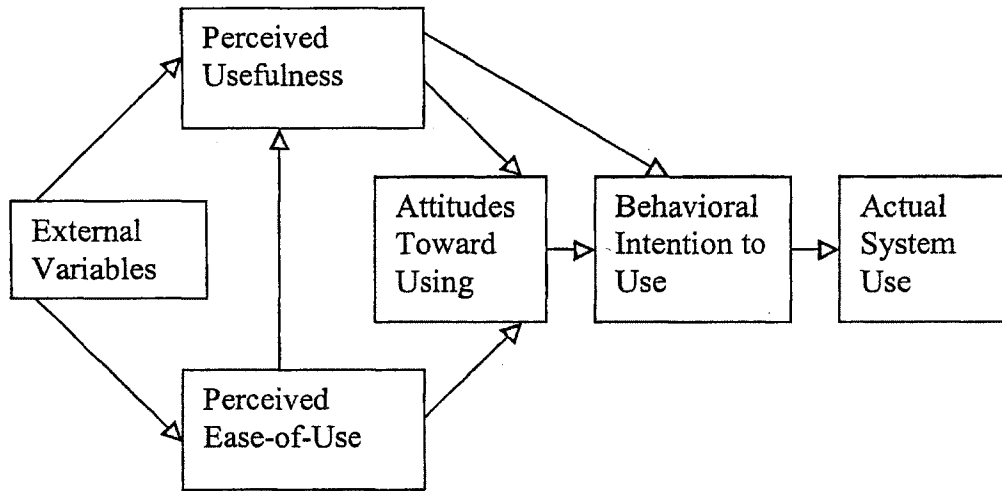 Perceived
Usefulness
External
Variables
Attitudes
Toward
Using
Behavioral
Intention to
Use
Actual
System
Use
Perceived
Ease-of-Use